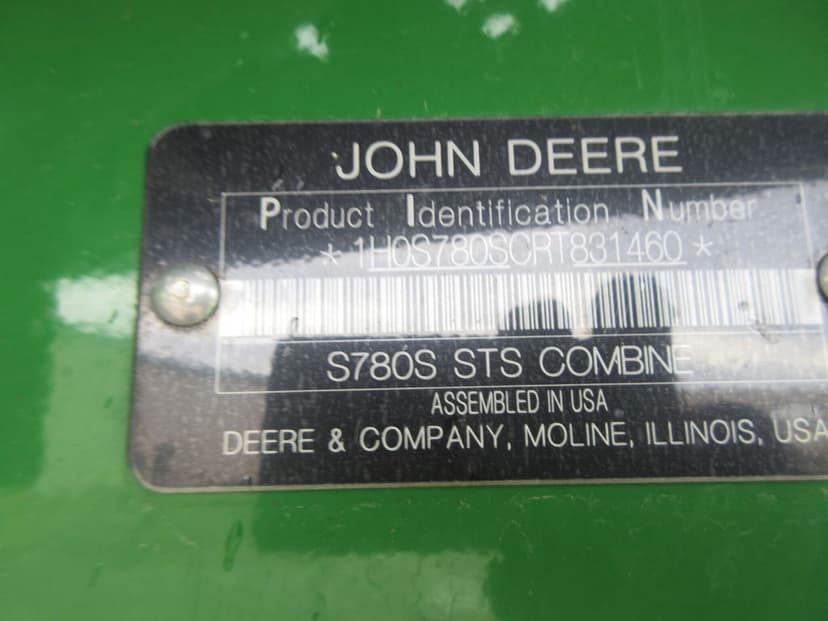 JOHN DEERE
Product Identification Number
* 1H0S780SCRT831460 *
S780S STS COMBINE
ASSEMBLED IN USA
DEERE & COMPANY, MOLINE, ILLINOIS, USA